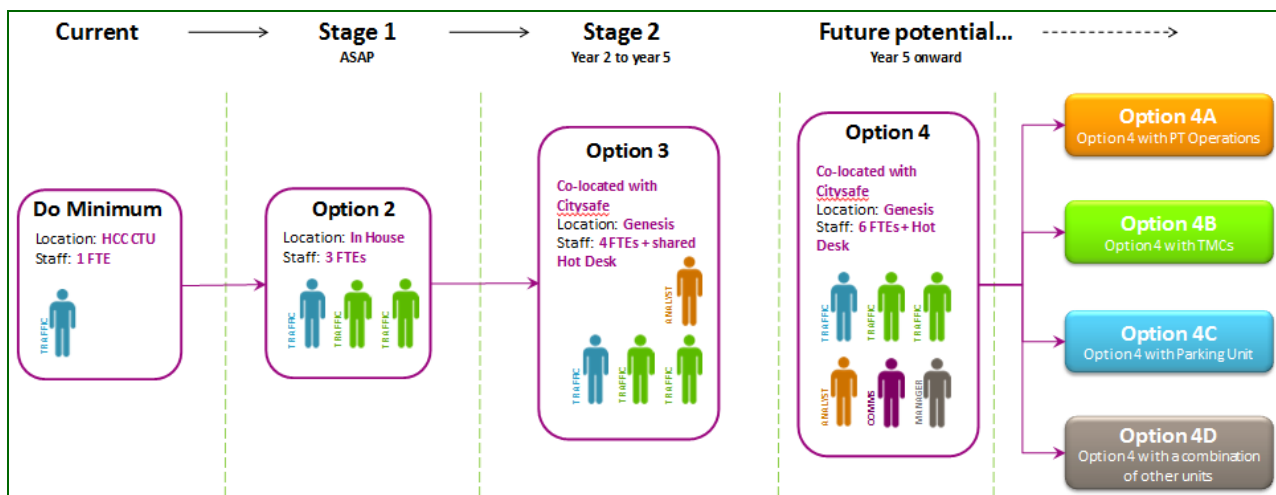 Current
Stage 1
ASAP
Stage 2
Year 2 to year 5
Future potential...
Year 5 onward
Do Minimum
Location: HCC CTU
Staff: 1 FTE
TRAFFIC
Option 2
Location: In House
Staff: 3 FTEs
TRAFFIC
TRAFFIC
TRAFFIC
Option 3
Co-located with
Citysafe
Location: Genesis
Staff: 4 FTEs + shared
Hot Desk
ANALYST
TRAFFIC
TRAFFIC
TRAFFIC
Option 4
Co-located with
Citysafe
Location: Genesis
Staff: 6 FTEs + Hot
Desk
TRAFFIC
TRAFFIC
TRAFFIC
ANALYST
COMMS
MANAGER
Option 4A
Option 4 with PT Operations
Option 4B
Option 4 with TMCs
Option 4C
Option 4 with Parking Unit
Option 4D
Option 4 with a combination
of other units